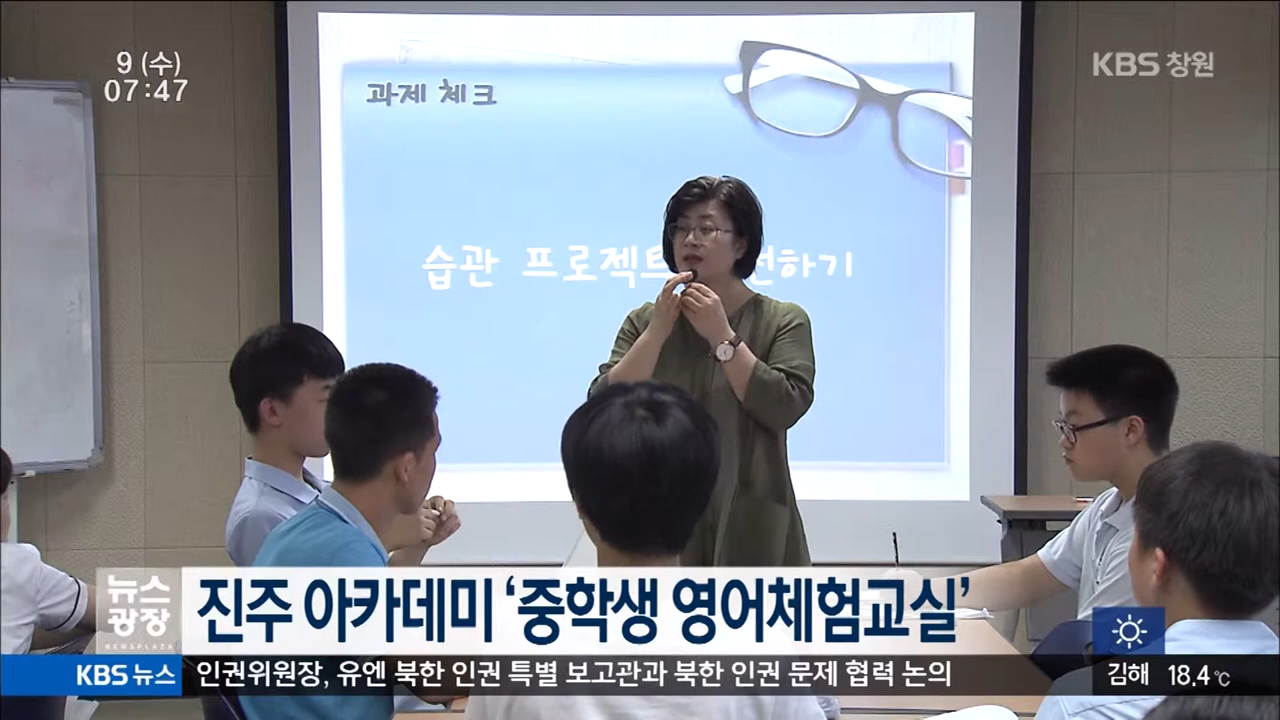 9 (수)
07:47
KBS 창원
과제 체크
습관 프로젝트 하기
뉴스
광장
NEWSPLAZA
진주 아카데미 ‘중학생 영어체험교실’
KBS 뉴스
인권위원장, 유엔 북한 인권 특별 보고관과 북한 인권 문제 협력 논의
김해 18.4℃